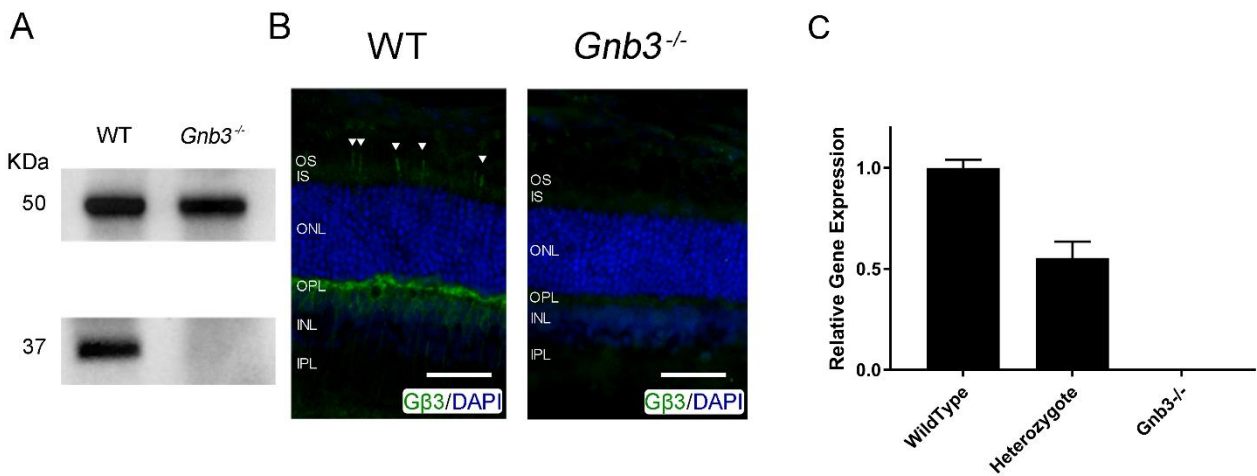 A
WT
Gnb3-/-
KDa
50
37
B
WT
Gnb3-/-
OS
IS
ONL
OPL
INL
IPL
Gβ3/DAPI
OS
IS
ONL
OPL
INL
IPL
Gβ3/DAPI
C
Relative Gene Expression
1.0
0.5
0.0
WildType
Heterozygote
Gnb3-/-